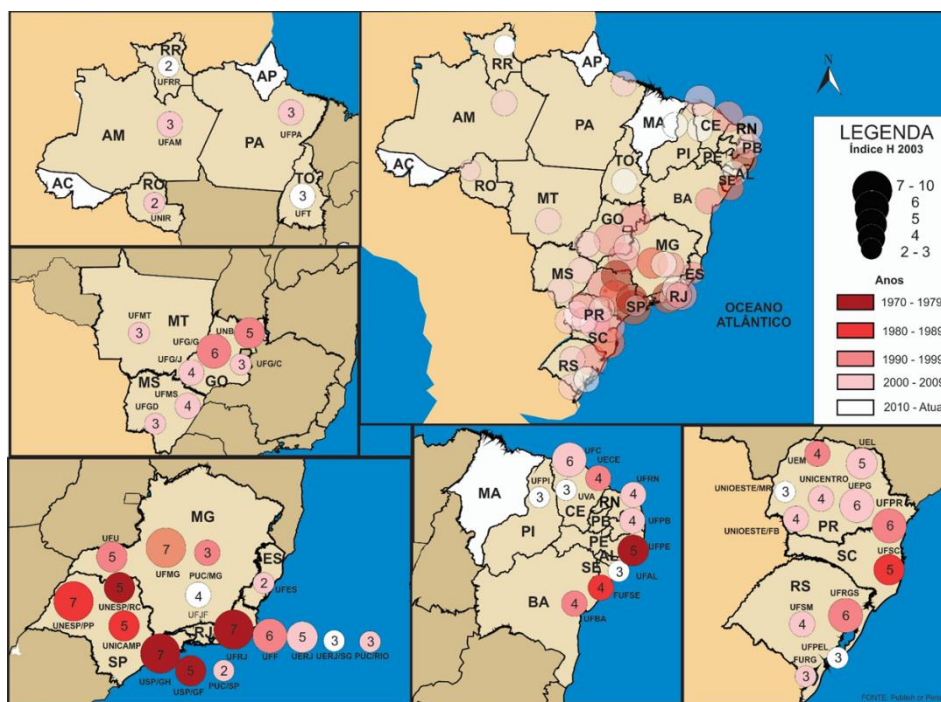 RR
2
UFRR
AP
AM
3
UFAM
PA
3
UFPA
AC
RO
2
UNIR
TO
3
UFT
RR
AP
AM
PA
MA
CE
RN
PB
PI
PE
AL
SE
AC
RO
TO
BA
MT
GO
MG
MS
ES
SP
RJ
PR
SC
RS
OCEANO
ATLÂNTICO
N
LEGENDA
Índice H 2003
7 - 10
6
5
4
2 - 3
Anos
1970 - 1979
1980 - 1989
1990 - 1999
2000 - 2009
2010 - Atual
UFMT
3
MT
UNB
5
UFG/G
6
UFG/J
4
3
UFG/C
GO
MS
UFMS
4
UFGD
3
MG
UFU
5
7
UFMG
3
PUC/MG
ES
2
UFES
7
UNESP/PP
5
UNESP/RC
4
UFJF
5
UNICAMP
RJ
7
UFRJ
6
UFF
5
UERJ
3
UERJ/SG
3
PUC/RIO
SP
7
USP/GH
5
USP/GF
2
PUC/SP
MA
UFC
6
UECE
4
UFPI
3
3
UVA
CE
RN
UFRN
4
PB
4
UFPB
PI
PE
5
UFPE
AL
SE
3
UFAL
4
FUFSE
BA
4
UFBA
UEM
4
UEL
5
UNIOESTE/MR
3
UNICENTRO
4
UEPG
6
UNIOESTE/FB
4
PR
UFPR
6
SC
UFSC
5
RS
UFSM
4
UFRGS
6
UFPEL
3
FURG
3
FONTE: Publish or Peri